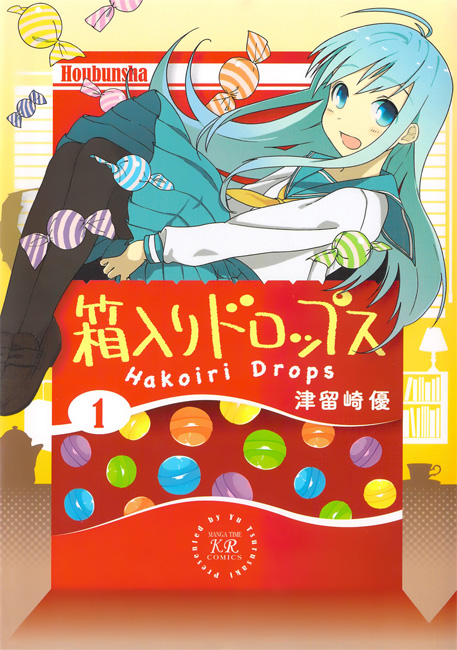 Houbunsha
箱入りドロップス
Hakoiri Drops
津留崎優
1
Presented by Yu Tsurusaki
MANGA TIME
KR
COMICS